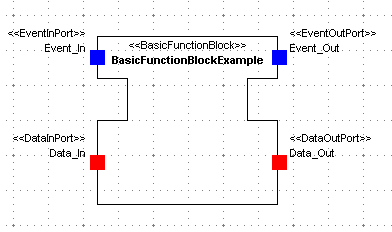 <<EventInPort>>
Event_In
<<BasicFunctionBlock>>
BasicFunctionBlockExample
<<EventOutPort>>
Event_Out
<<DataInPort>>
Data_In
<<DataOutPort>>
Data_Out